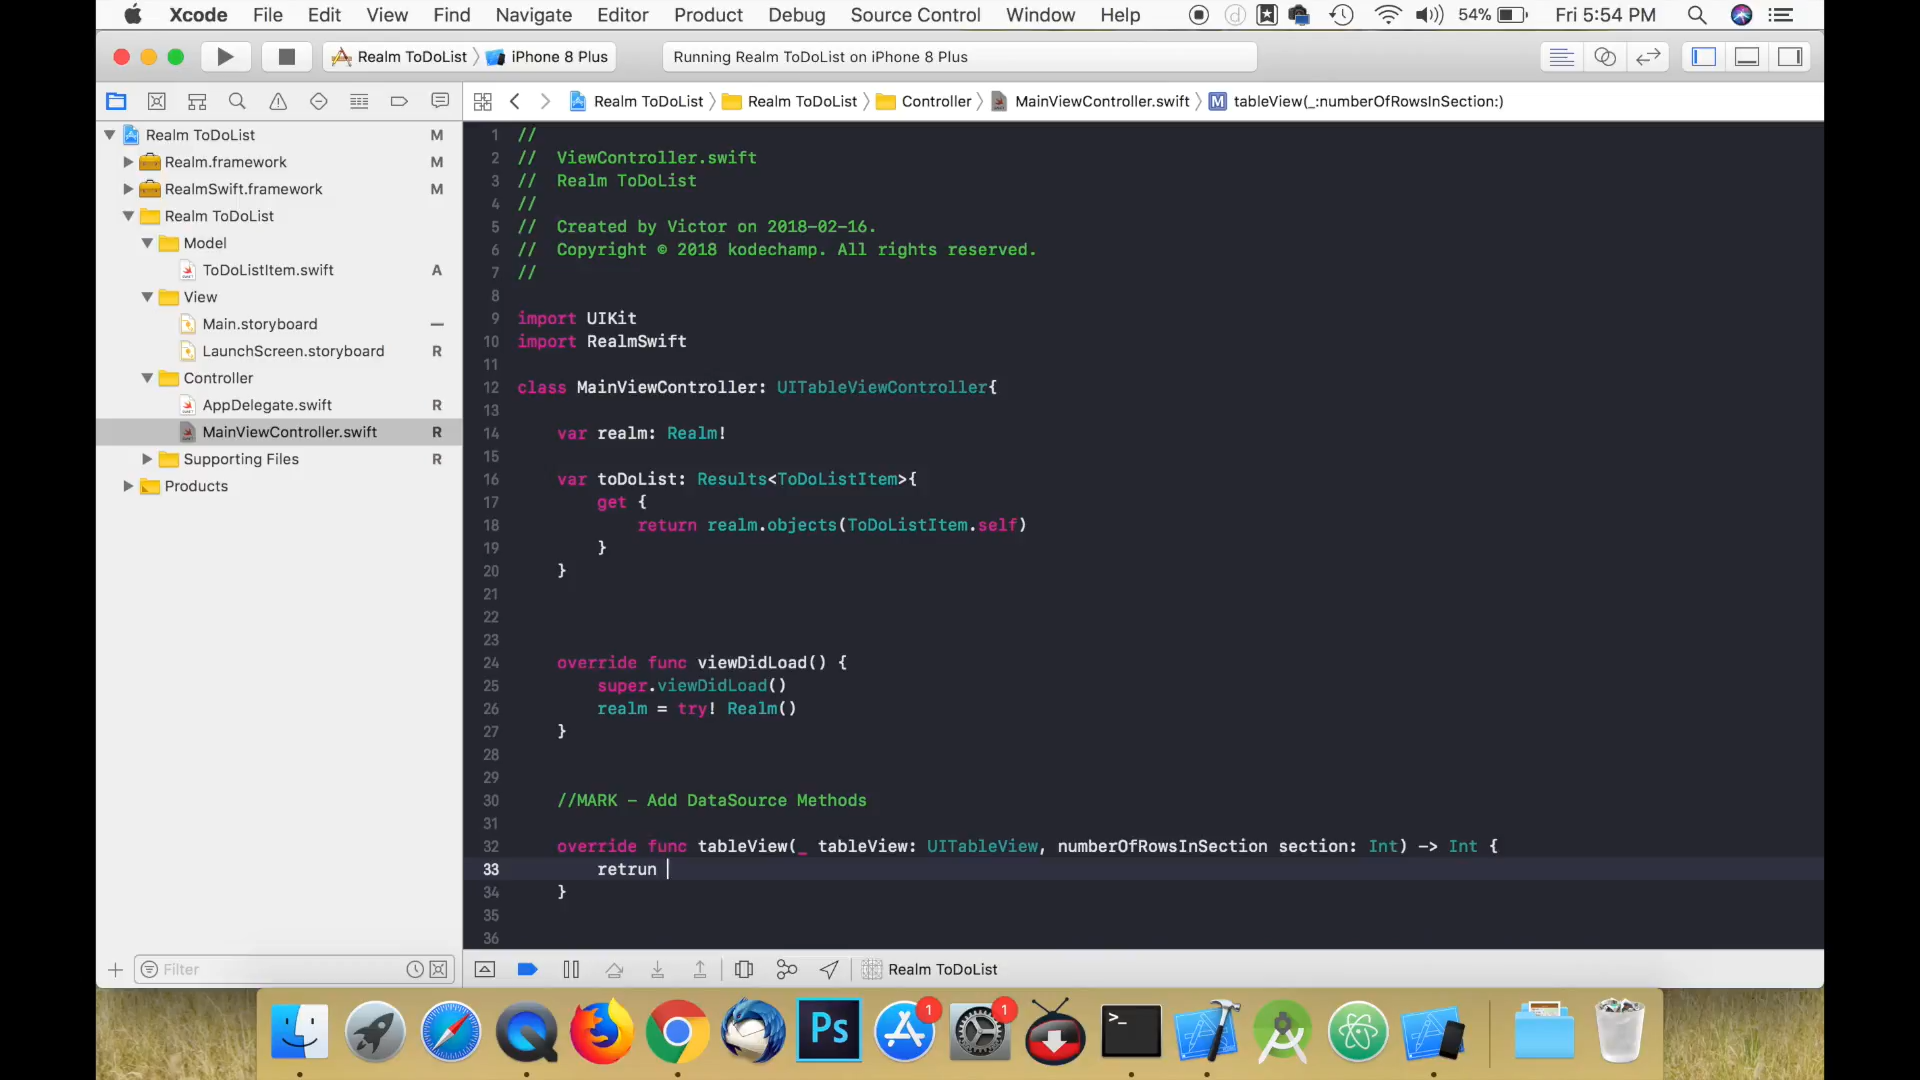 Xcode File Edit View Find Navigate Editor Product Debug Source Control Window Help 54% Fri 5:54 PM
Realm ToDoList iPhone 8 Plus Running Realm ToDoList on iPhone 8 Plus
Realm ToDoList Realm ToDoList Controller MainViewController.swift M tableView(_:numberOfRowsInSection:)
Realm ToDoList M
Realm.framework M
RealmSwift.framework M
Realm ToDoList
Model
ToDoListItem.swift A
View
Main.storyboard —
LaunchScreen.storyboard R
Controller
AppDelegate.swift R
MainViewController.swift R
Supporting Files R
Products
Filter
1 //
2 // ViewController.swift
3 // Realm ToDoList
4 //
5 // Created by Victor on 2018-02-16.
6 // Copyright © 2018 kodechamp. All rights reserved.
7 //
8
9 import UIKit
10 import RealmSwift
11
12 class MainViewController: UITableViewController{
13
14 var realm: Realm!
15
16 var toDoList: Results<ToDoListItem>{
17 get {
18 return realm.objects(ToDoListItem.self)
19 }
20 }
21
22
23
24 override func viewDidLoad() {
25 super.viewDidLoad()
26 realm = try! Realm()
27 }
28
29
30 //MARK - Add DataSource Methods
31
32 override func tableView(_ tableView: UITableView, numberOfRowsInSection section: Int) -> Int {
33 retrun
34 }
35
36
Realm ToDoList
Ps 1 1 >_